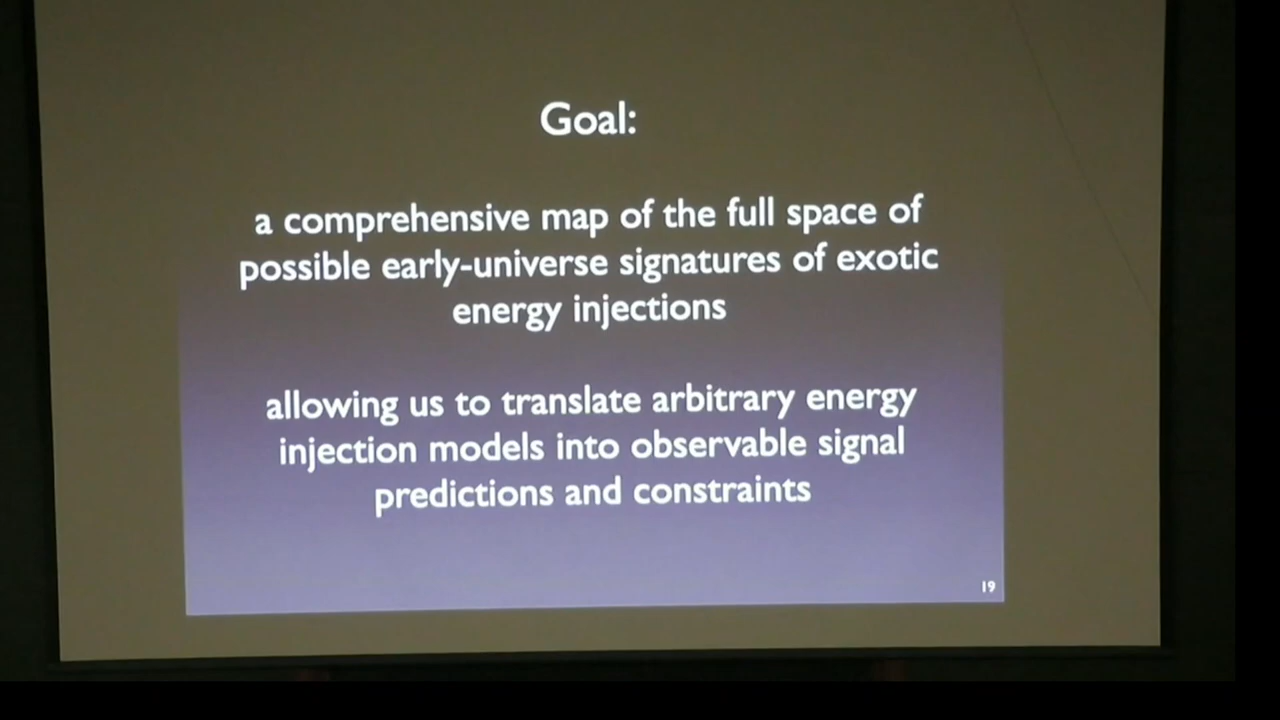 Goal:
a comprehensive map of the full space of
possible early-universe signatures of exotic
energy injections
allowing us to translate arbitrary energy
injection models into observable signal
predictions and constraints
19